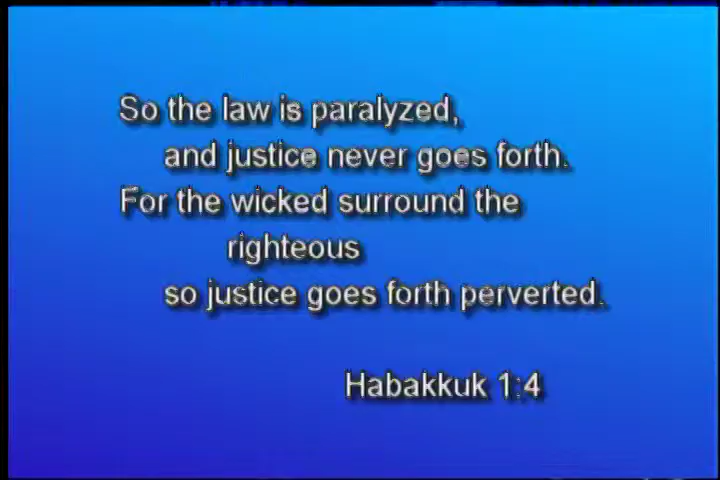 So the law is paralyzed,
and justice never goes forth.
For the wicked surround the
righteous
so justice goes forth perverted.
Habakkuk 1:4